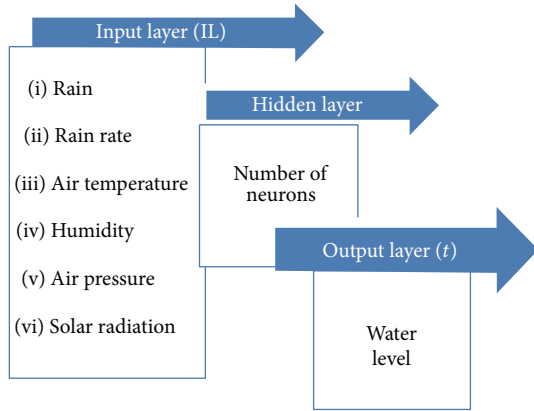 Input layer (IL)
(i) Rain
(ii) Rain rate
(iii) Air temperature
(iv) Humidity
(v) Air pressure
(vi) Solar radiation
Hidden layer
Number of
neurons
Output layer (t)
Water
level